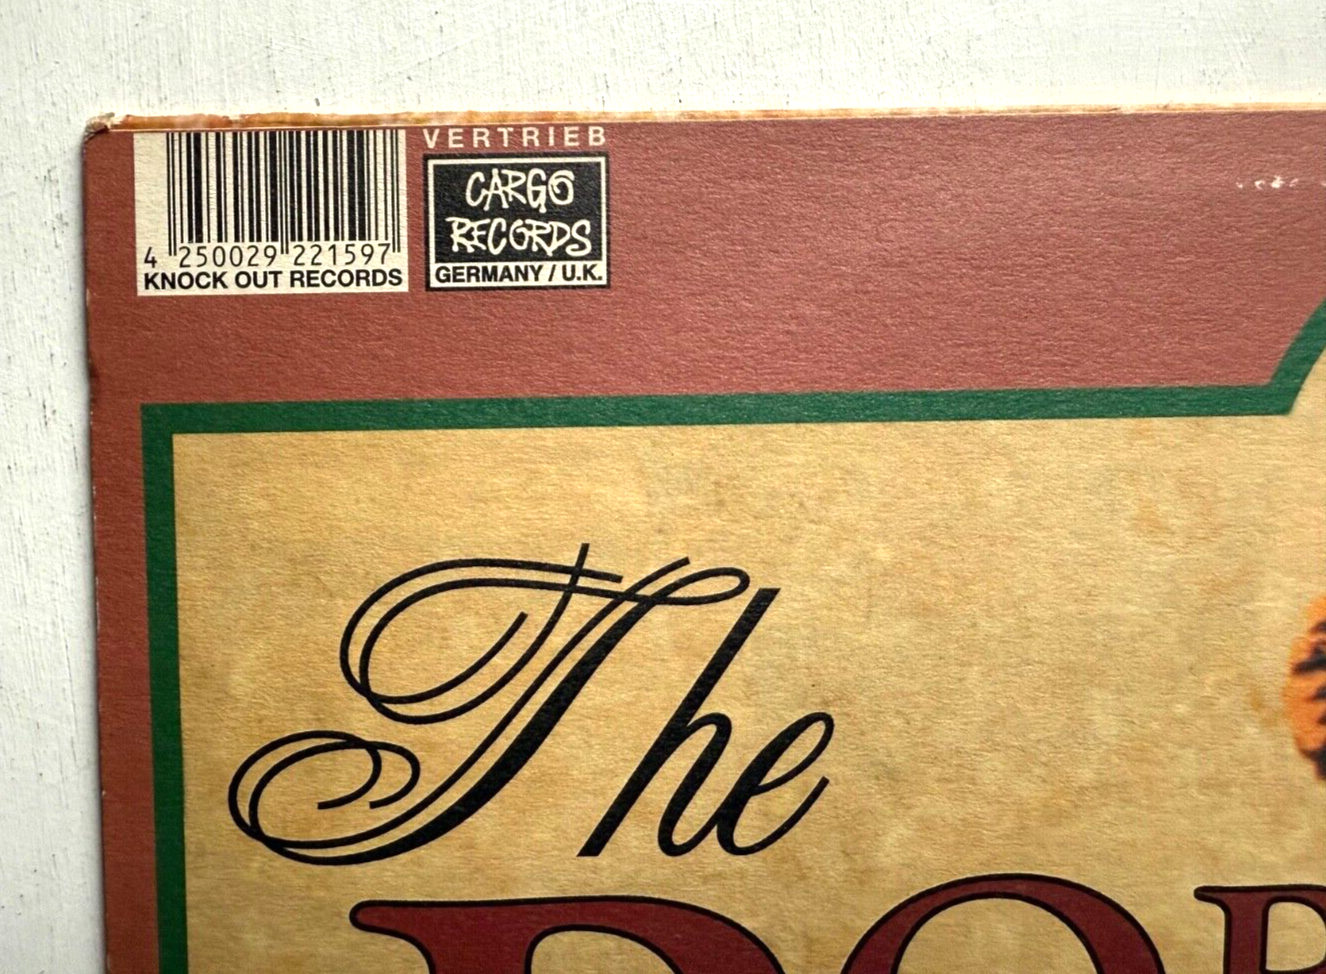 VERTRIEB
CARGO
RECORDS
GERMANY / U.K.
4 250029 221597
KNOCK OUT RECORDS
The